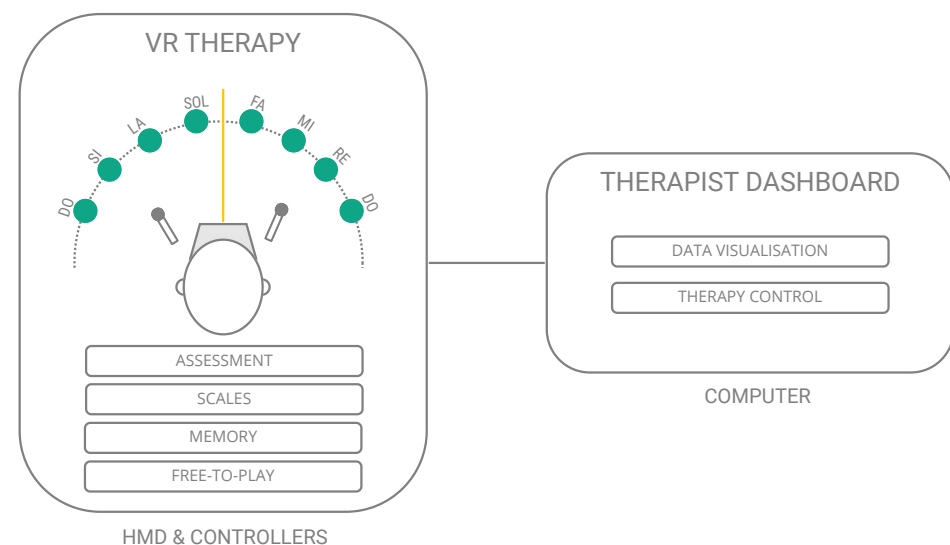 VR THERAPY
DO
SI
LA
SOL
FA
MI
RE
DO
ASSESSMENT
SCALES
MEMORY
FREE-TO-PLAY
HMD & CONTROLLERS
THERAPIST DASHBOARD
DATA VISUALISATION
THERAPY CONTROL
COMPUTER